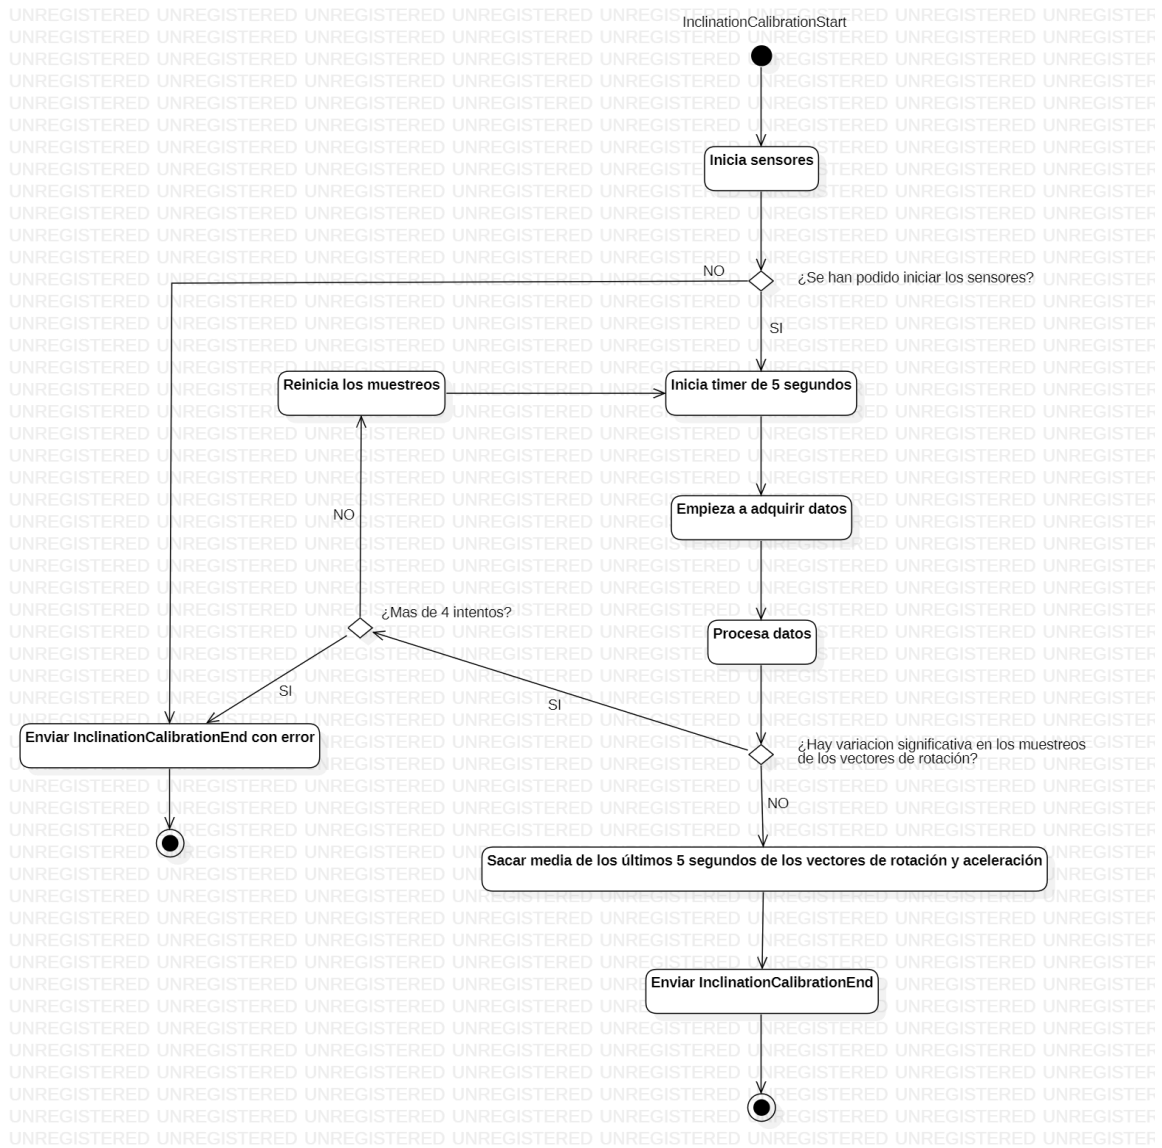 InclinationCalibrationStart
Inicia sensores
NO
¿Se han podido iniciar los sensores?
SI
Reinicia los muestreos
Inicia timer de 5 segundos
Empieza a adquirir datos
NO
¿Mas de 4 intentos?
Procesa datos
SI
SI
Enviar InclinationCalibrationEnd con error
¿Hay variacion significativa en los muestreos
de los vectores de rotación?
NO
Sacar media de los últimos 5 segundos de los vectores de rotación y aceleración
Enviar InclinationCalibrationEnd